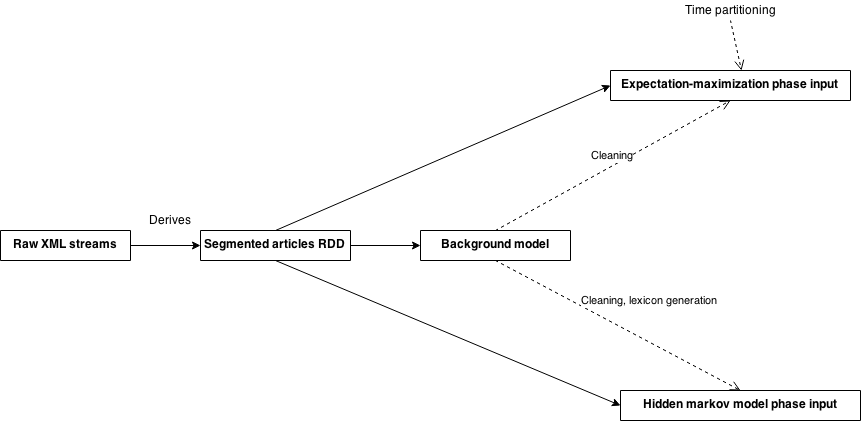 Time partitioning
Expectation-maximization phase input
Cleaning
Derives
Raw XML streams
Segmented articles RDD
Background model
Cleaning, lexicon generation
Hidden markov model phase input